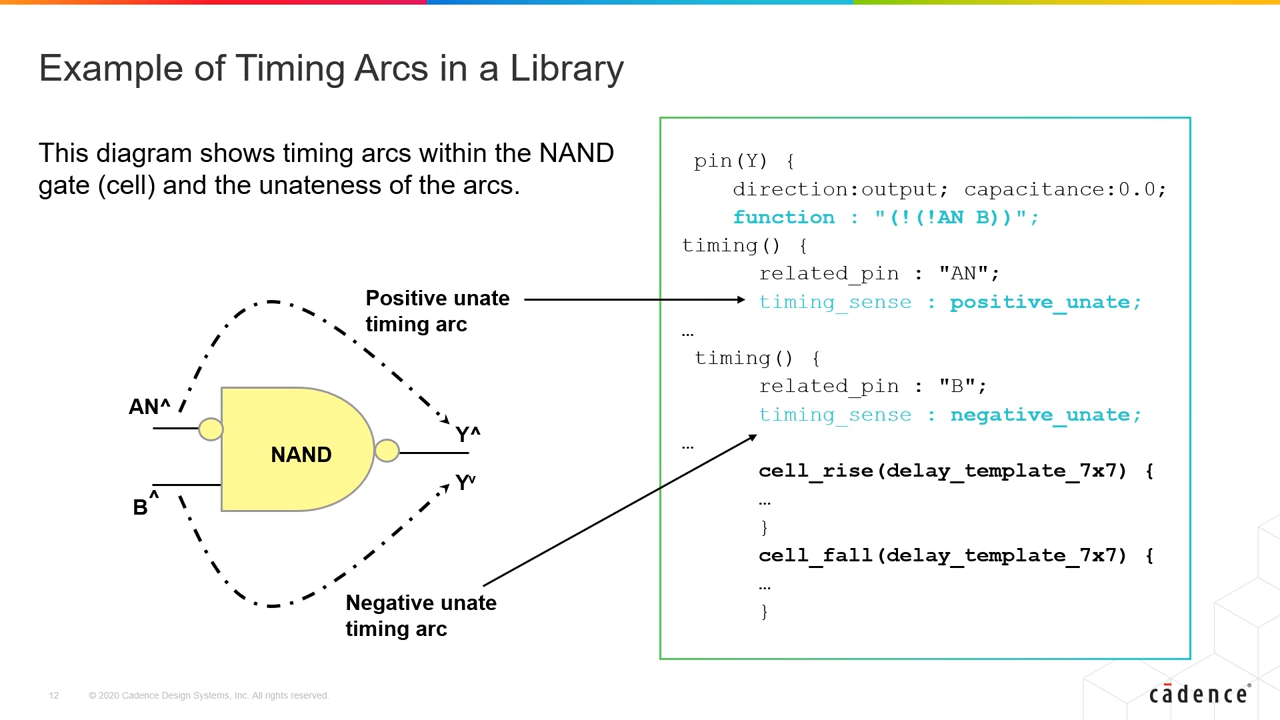 Example of Timing Arcs in a Library
This diagram shows timing arcs within the NAND
gate (cell) and the unateness of the arcs.
Positive unate
timing arc
AN^
NAND
Y^
B^
Yv
Negative unate
timing arc
pin(Y) {
direction:output; capacitance:0.0;
function : "(!(!AN B))";
timing() {
related_pin : "AN";
timing_sense : positive_unate;
…
timing() {
related_pin : "B";
timing_sense : negative_unate;
…
cell_rise(delay_template_7x7) {
…
}
cell_fall(delay_template_7x7) {
…
}
12 © 2020 Cadence Design Systems, Inc. All rights reserved.
cādence®